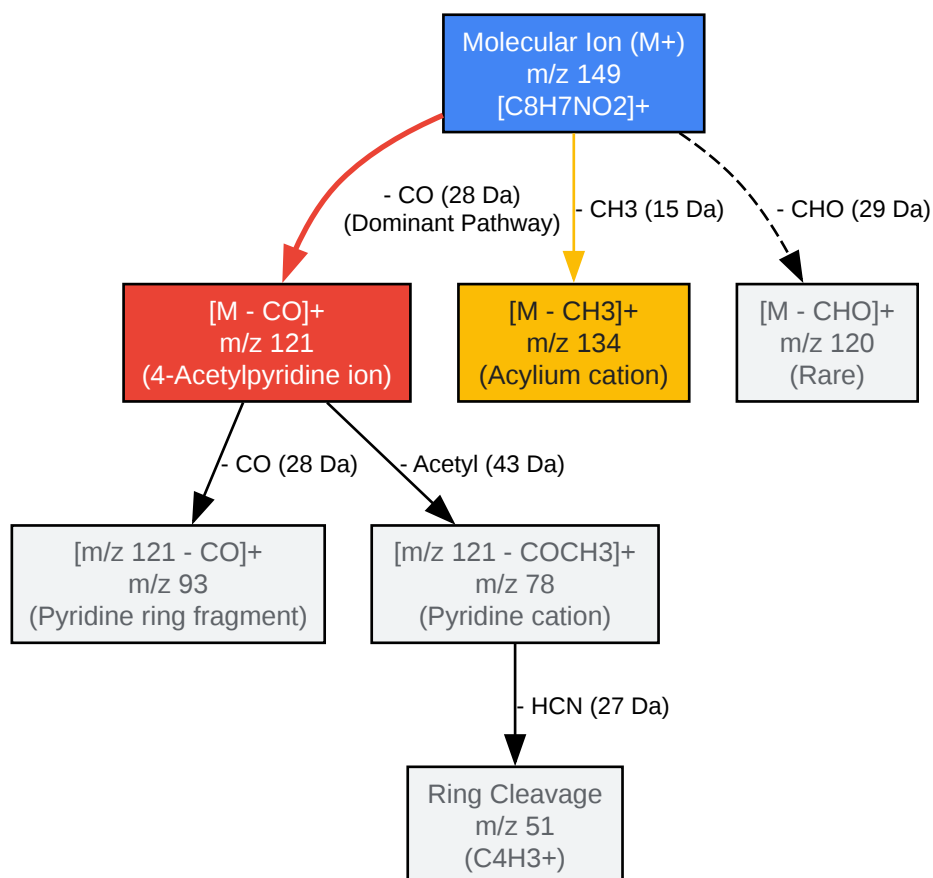 Molecular Ion (M+)
m/z 149
[C8H7NO2]+
- CO (28 Da)
(Dominant Pathway)
- CH3 (15 Da)
- CHO (29 Da)
[M - CO]+
m/z 121
(4-Acetylpyridine ion)
[M - CH3]+
m/z 134
(Acylium cation)
[M - CHO]+
m/z 120
(Rare)
- CO (28 Da)
- Acetyl (43 Da)
[m/z 121 - CO]+
m/z 93
(Pyridine ring fragment)
[m/z 121 - COCH3]+
m/z 78
(Pyridine cation)
- HCN (27 Da)
Ring Cleavage
m/z 51
(C4H3+)